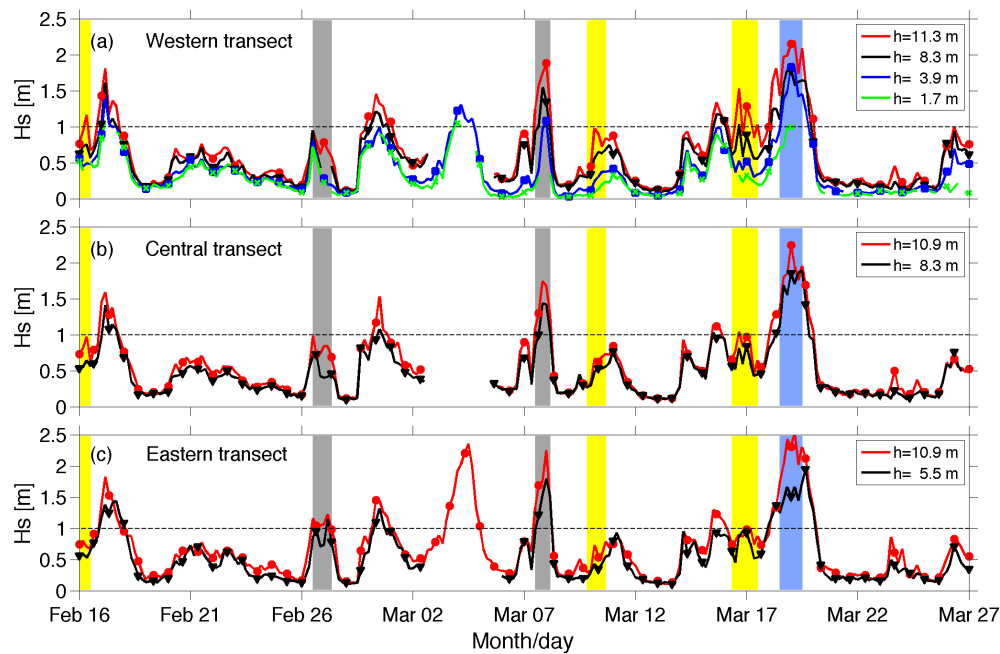 2.5
2
1.5
1
0.5
0
Hs [m]
(a) Western transect
h=11.3 m
h= 8.3 m
h= 3.9 m
h= 1.7 m
2.5
2
1.5
1
0.5
0
Hs [m]
(b) Central transect
h=10.9 m
h= 8.3 m
2.5
2
1.5
1
0.5
0
Hs [m]
(c) Eastern transect
h=10.9 m
h= 5.5 m
Feb 16 Feb 21 Feb 26 Mar 02 Mar 07 Mar 12 Mar 17 Mar 22 Mar 27
Month/day